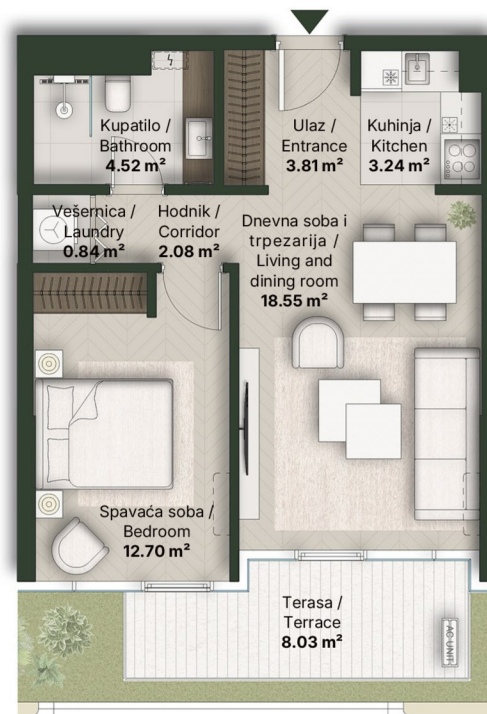 Kupatilo /
Bathroom
4.52 m²
Ulaz /
Entrance
3.81 m²
Kuhinja /
Kitchen
3.24 m²
Vešernica /
Laundry
0.84 m²
Hodnik /
Corridor
2.08 m²
Dnevna soba i
trpezarija /
Living and
dining room
18.55 m²
Spavaća soba /
Bedroom
12.70 m²
Terasa /
Terrace
8.03 m²
AC UNIT